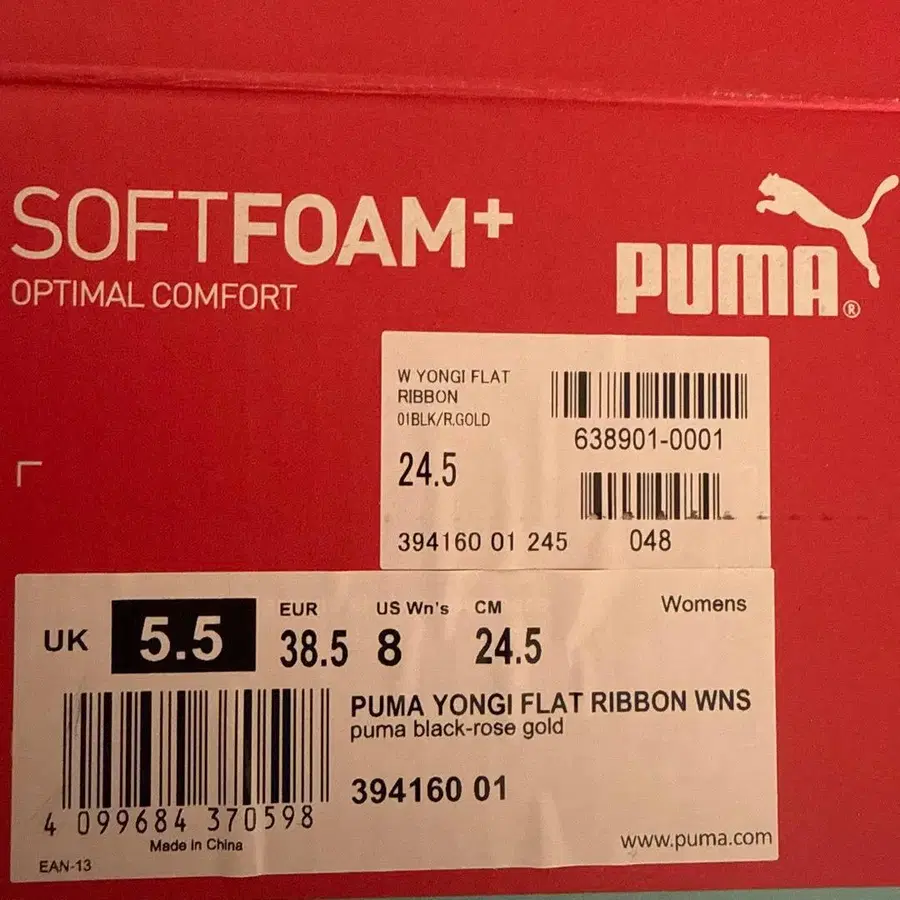 SOFTFOAM+
OPTIMAL COMFORT
PUMA®
W YONGI FLAT
RIBBON
01BLK/R.GOLD
638901-0001
24.5
394160 01 245
048
UK 5.5
EUR
38.5
US Wn's
8
CM
24.5
Womens
PUMA YONGI FLAT RIBBON WNS
puma black-rose gold
394160 01
4 099684 370598
Made in China
EAN-13
www.puma.com